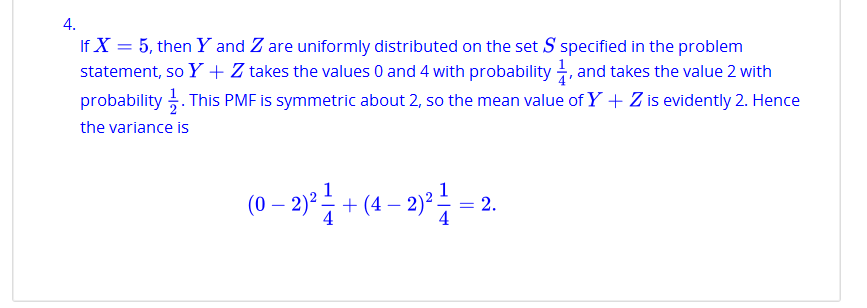 4.
If X = 5, then Y and Z are uniformly distributed on the set S specified in the problem
statement, so Y + Z takes the values 0 and 4 with probability 1/4, and takes the value 2 with
probability 1/2. This PMF is symmetric about 2, so the mean value of Y + Z is evidently 2. Hence
the variance is
(0 − 2)² 1/4 + (4 − 2)² 1/4 = 2.